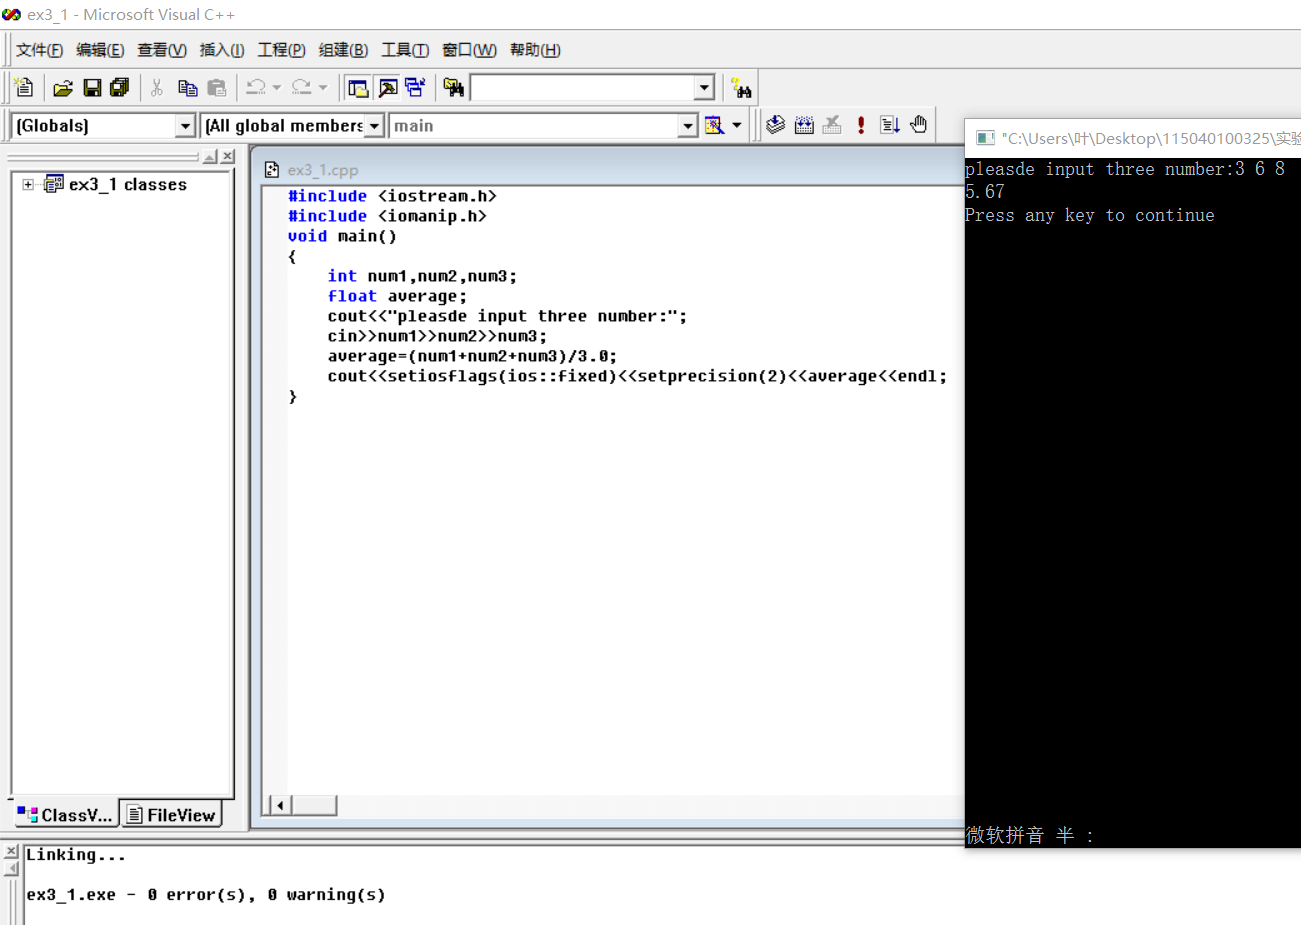 ex3_1 - Microsoft Visual C++
文件(F) 编辑(E) 查看(V) 插入(I) 工程(P) 组建(B) 工具(T) 窗口(W) 帮助(H)
(Globals) (All global members main
ex3_1 classes
ClassV... FileView
ex3_1.cpp
#include <iostream.h>
#include <iomanip.h>
void main()
{
    int num1,num2,num3;
    float average;
    cout<<"pleasde input three number:";
    cin>>num1>>num2>>num3;
    average=(num1+num2+num3)/3.0;
    cout<<setiosflags(ios::fixed)<<setprecision(2)<<average<<endl;
}
"C:\Users\叶\Desktop\115040100325\实验
pleasde input three number:3 6 8
5.67
Press any key to continue
微软拼音 半 :
Linking...
ex3_1.exe - 0 error(s), 0 warning(s)